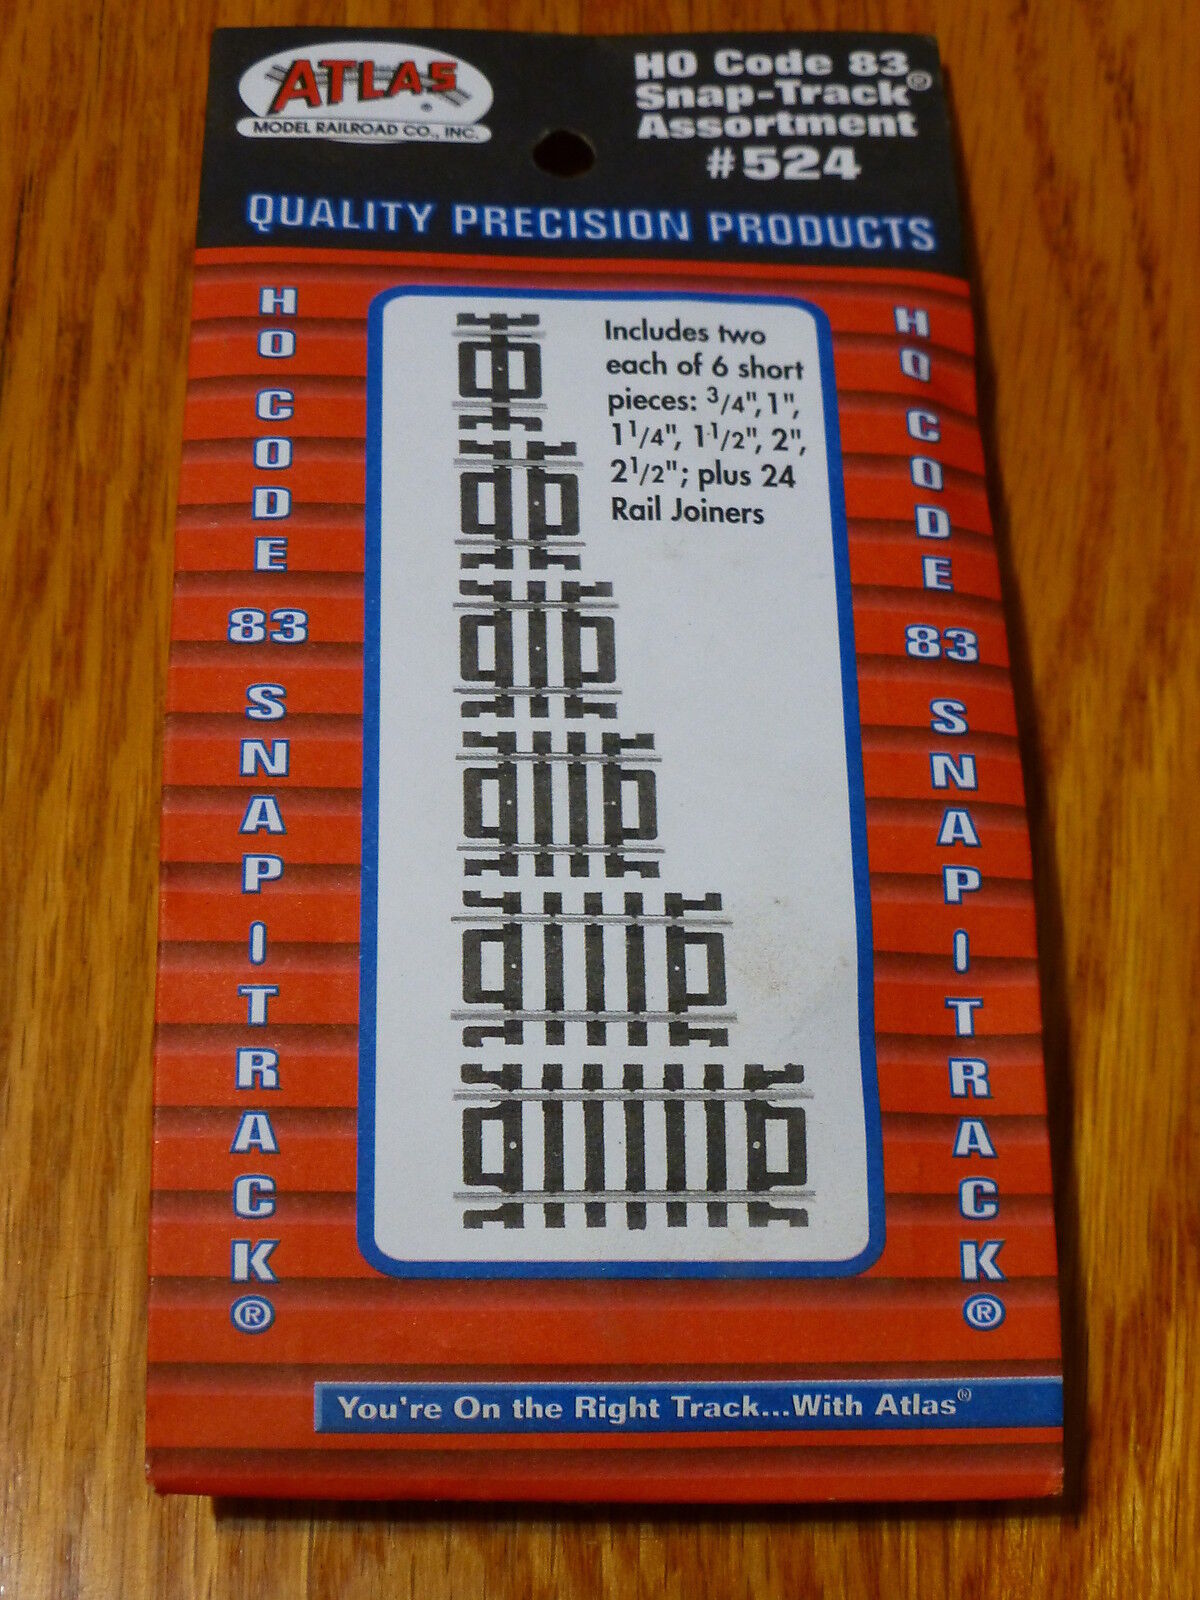 ATLAS®
MODEL RAILROAD CO., INC.
HO Code 83
Snap-Track®
Assortment
#524
QUALITY PRECISION PRODUCTS
HO CODE 83 SNAP TRACK®
Includes two
each of 6 short
pieces: 3/4", 1",
1 1/4", 1 1/2", 2",
2 1/2"; plus 24
Rail Joiners
HO CODE 83 SNAP TRACK®
You're On the Right Track...With Atlas®